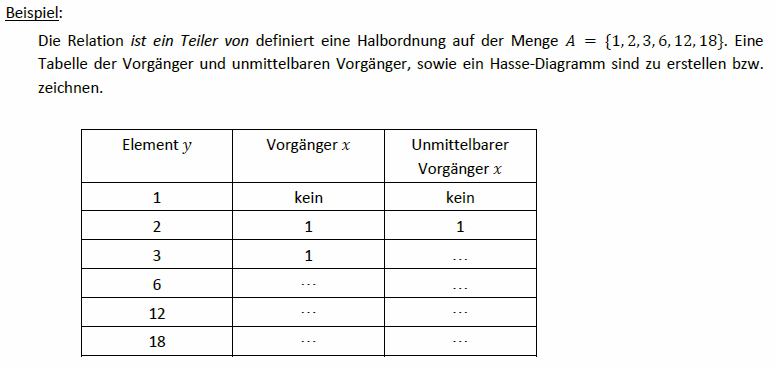 Beispiel:
Die Relation ist ein Teiler von definiert eine Halbordnung auf der Menge A = {1, 2, 3, 6, 12, 18}. Eine
Tabelle der Vorgänger und unmittelbaren Vorgänger, sowie ein Hasse-Diagramm sind zu erstellen bzw.
zeichnen.
Element y Vorgänger x Unmittelbarer
Vorgänger x
1 kein kein
2 1 1
3 1 ...
6 ... ...
12 ... ...
18 ... ...